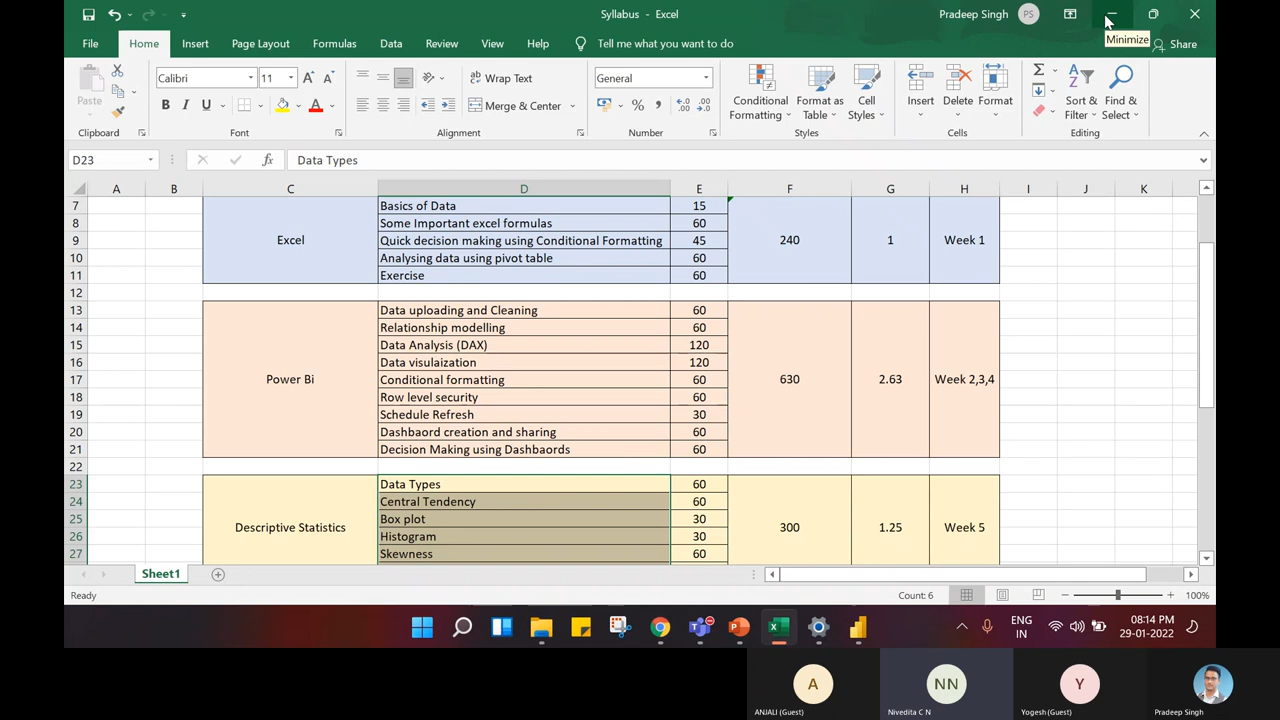 Syllabus - Excel
Pradeep Singh
PS
Minimize
File Home Insert Page Layout Formulas Data Review View Help Tell me what you want to do
Share
Paste
Calibri 11
Wrap Text
General
B I U
Merge & Center
Conditional Formatting
Format as Table
Cell Styles
Insert Delete Format
Sort & Filter
Find & Select
Clipboard Font Alignment Number Styles Cells Editing
D23 fx Data Types
A B C D E F G H I J K
7 Basics of Data 15
8 Some Important excel formulas 60
9 Excel Quick decision making using Conditional Formatting 45 240 1 Week 1
10 Analysing data using pivot table 60
11 Exercise 60
12
13 Data uploading and Cleaning 60
14 Relationship modelling 60
15 Data Analysis (DAX) 120
16 Data visulaization 120
17 Power Bi Conditional formatting 60 630 2.63 Week 2,3,4
18 Row level security 60
19 Schedule Refresh 30
20 Dashbaord creation and sharing 60
21 Decision Making using Dashbaords 60
22
23 Data Types 60
24 Central Tendency 60
25 Box plot 30
Descriptive Statistics 300 1.25 Week 5
26 Histogram 30
27 Skewness 60
Sheet1
Ready
Count: 6
100%
ENG
IN
08:14 PM
29-01-2022
A
NN
Y
ANJALI (Guest)
Nivedita C N
Yogesh (Guest)
Pradeep Singh